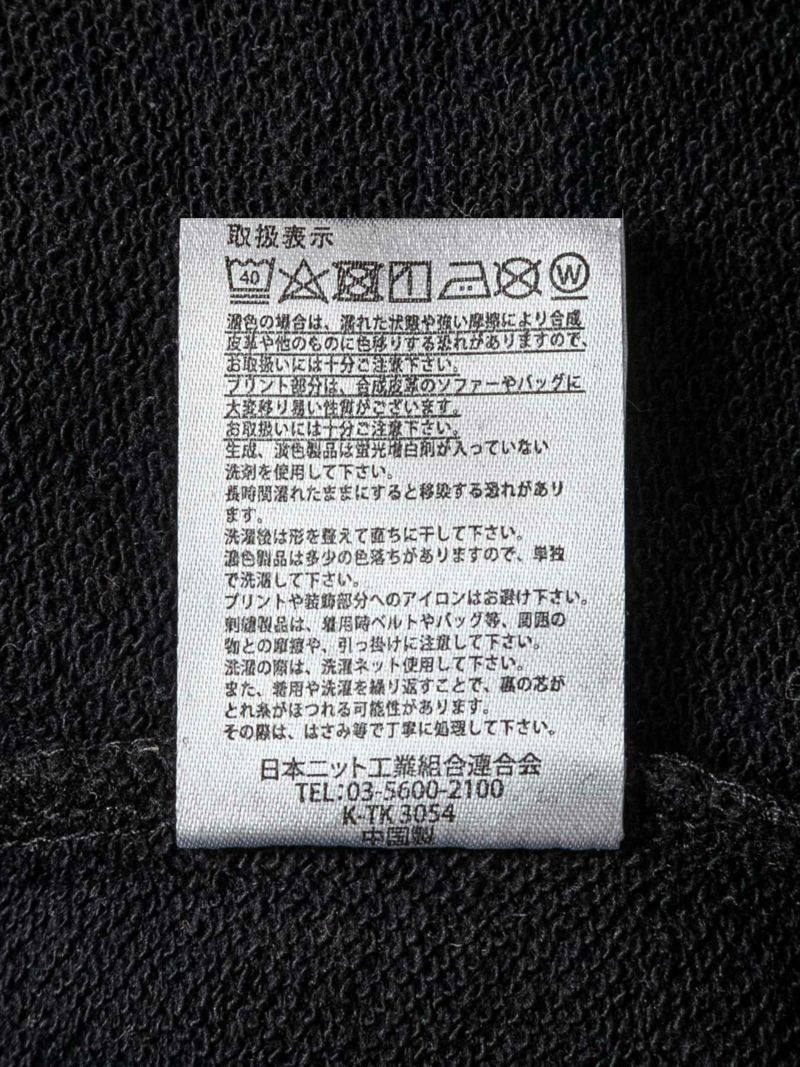 取扱表示
40 W
濃色の場合は、濡れた状態や強い摩擦により合成
皮革や他のものに色移りする恐れがありますので、
お取扱いには十分ご注意下さい。
プリント部分は、合成皮革のソファーやバッグに
大変移り易い性質がございます。
お取扱いには十分ご注意下さい。
生成、淡色製品は蛍光増白剤が入っていない
洗剤を使用して下さい。
長時間濡れたままにすると移染する恐れがあり
ます。
洗濯後は形を整えて直ちに干して下さい。
濃色製品は多少の色落ちがありますので、単独
で洗濯して下さい。
プリントや装飾部分へのアイロンはお避け下さい。
刺繍製品は、着用時ベルトやバッグ等、周囲の
物との摩擦や、引っ掛けに注意して下さい。
洗濯の際は、洗濯ネット使用して下さい。
また、着用や洗濯を繰り返すことで、裏の芯が
とれ糸がほつれる可能性があります。
その際は、はさみ等で丁寧に処理して下さい。
日本ニット工業組合連合会
TEL:03-5600-2100
K-TK 3054
中国製